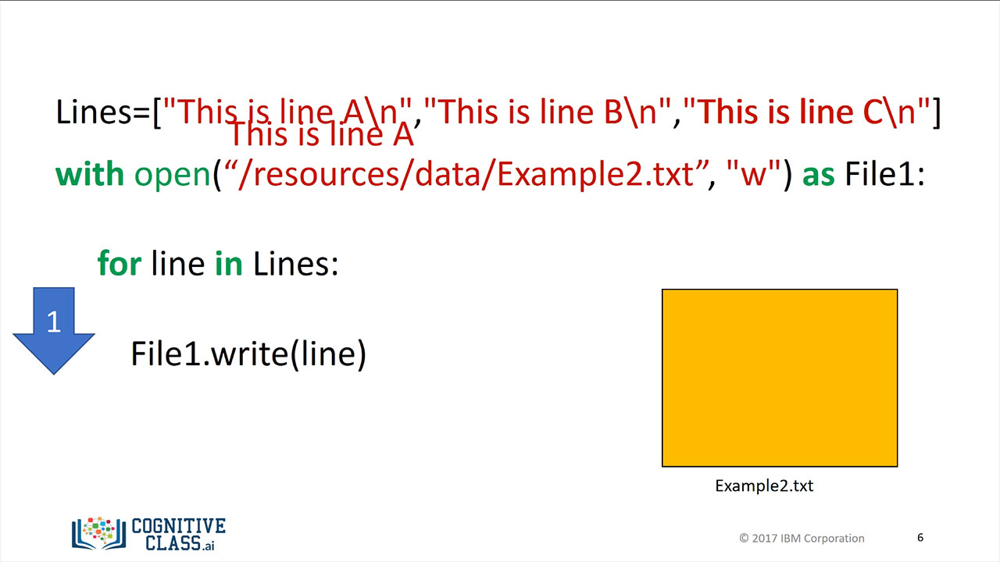 Lines=["This is line A\n","This is line B\n","This is line C\n"]
This is line A
with open(“/resources/data/Example2.txt”, "w") as File1:
for line in Lines:
1
File1.write(line)
Example2.txt
COGNITIVE
CLASS.ai
© 2017 IBM Corporation
6